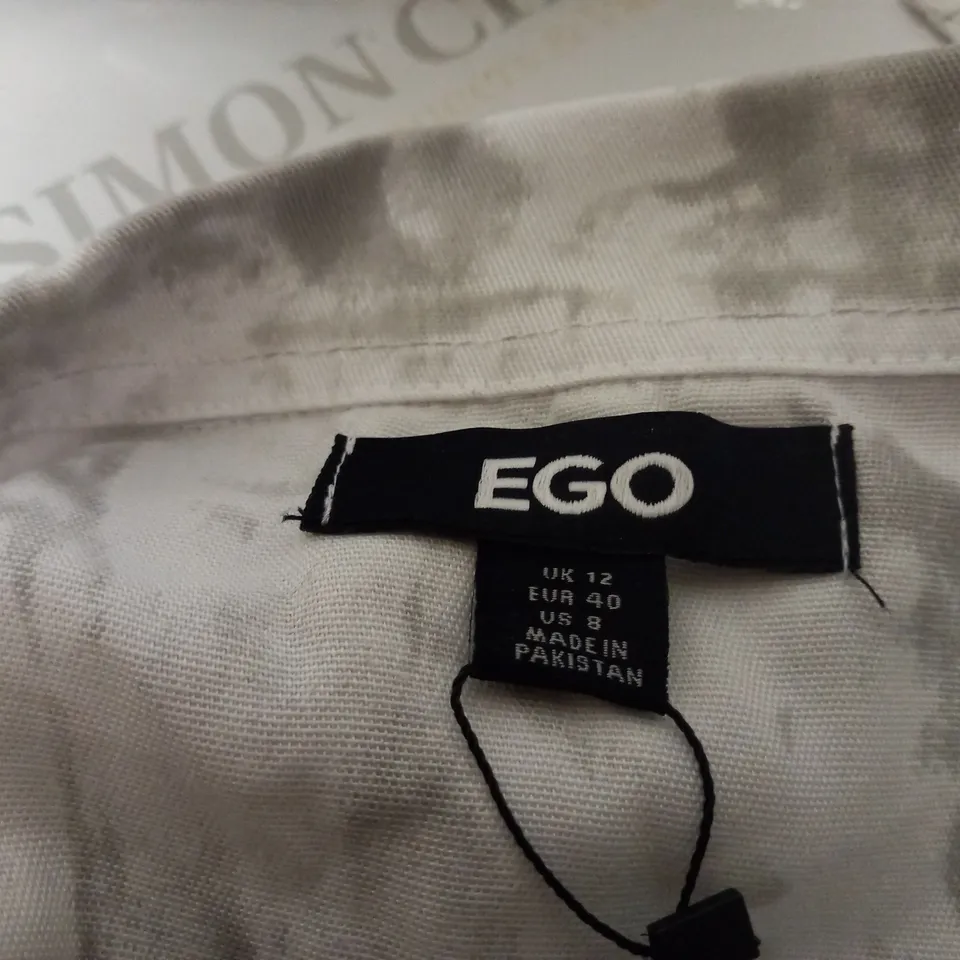 SIMON C
EGO
UK 12
EUR 40
US 8
MADE IN
PAKISTAN